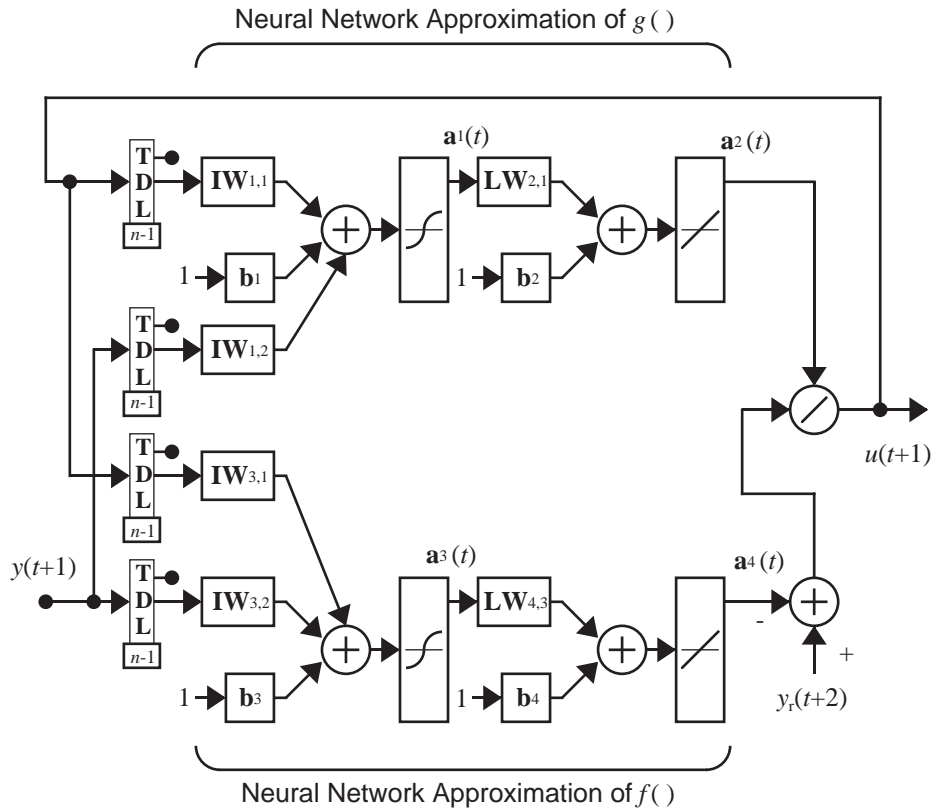 Neural Network Approximation of g ( )
a1(t)
a2 (t)
T
D
L
n-1
IW1,1
LW2,1
1
b1
1
b2
T
D
L
n-1
IW1,2
u(t+1)
T
D
L
n-1
IW3,1
y(t+1)
a3 (t)
a4 (t)
T
D
L
n-1
IW3,2
LW4,3
-
+
1
b3
1
b4
yr(t+2)
Neural Network Approximation of f ( )